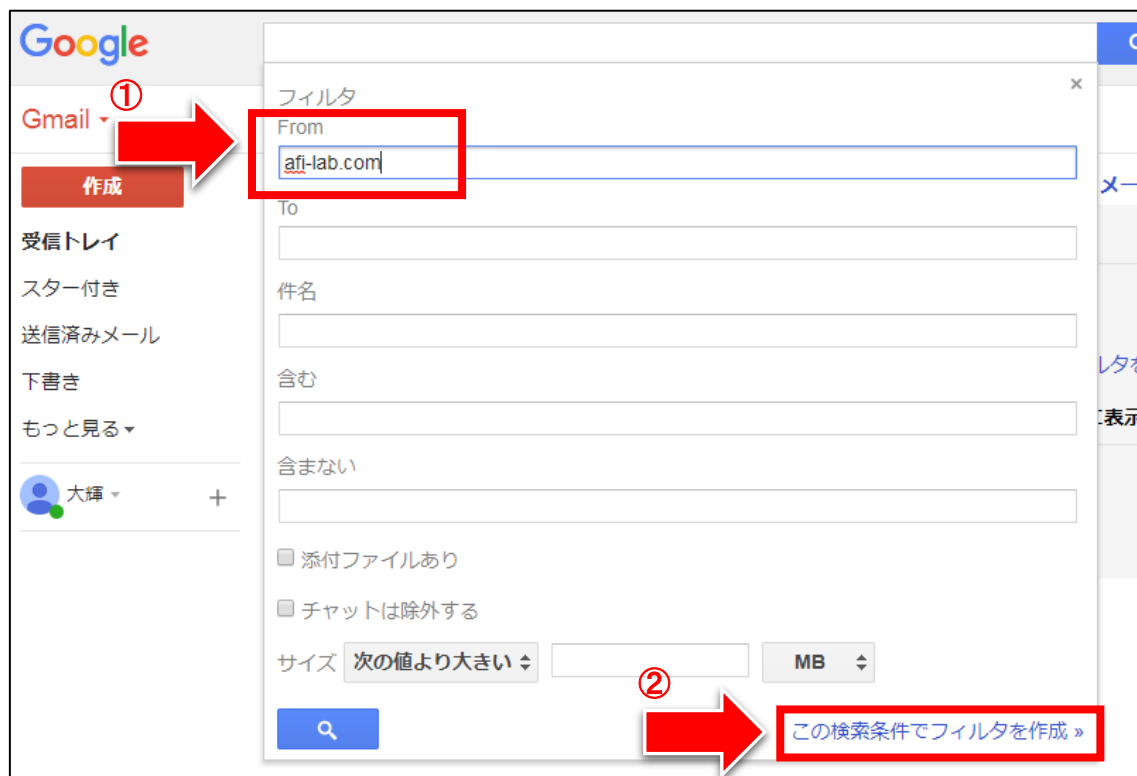 Google
①
Gmail
フィルタ
×
From
afi-lab.com
作成
To
メー
受信トレイ
スター付き
件名
送信済みメール
下書き
含む
ルタを
もっと見る
表示
含まない
大輝
+
添付ファイルあり
チャットは除外する
サイズ 次の値より大きい MB
②
この検索条件でフィルタを作成 »